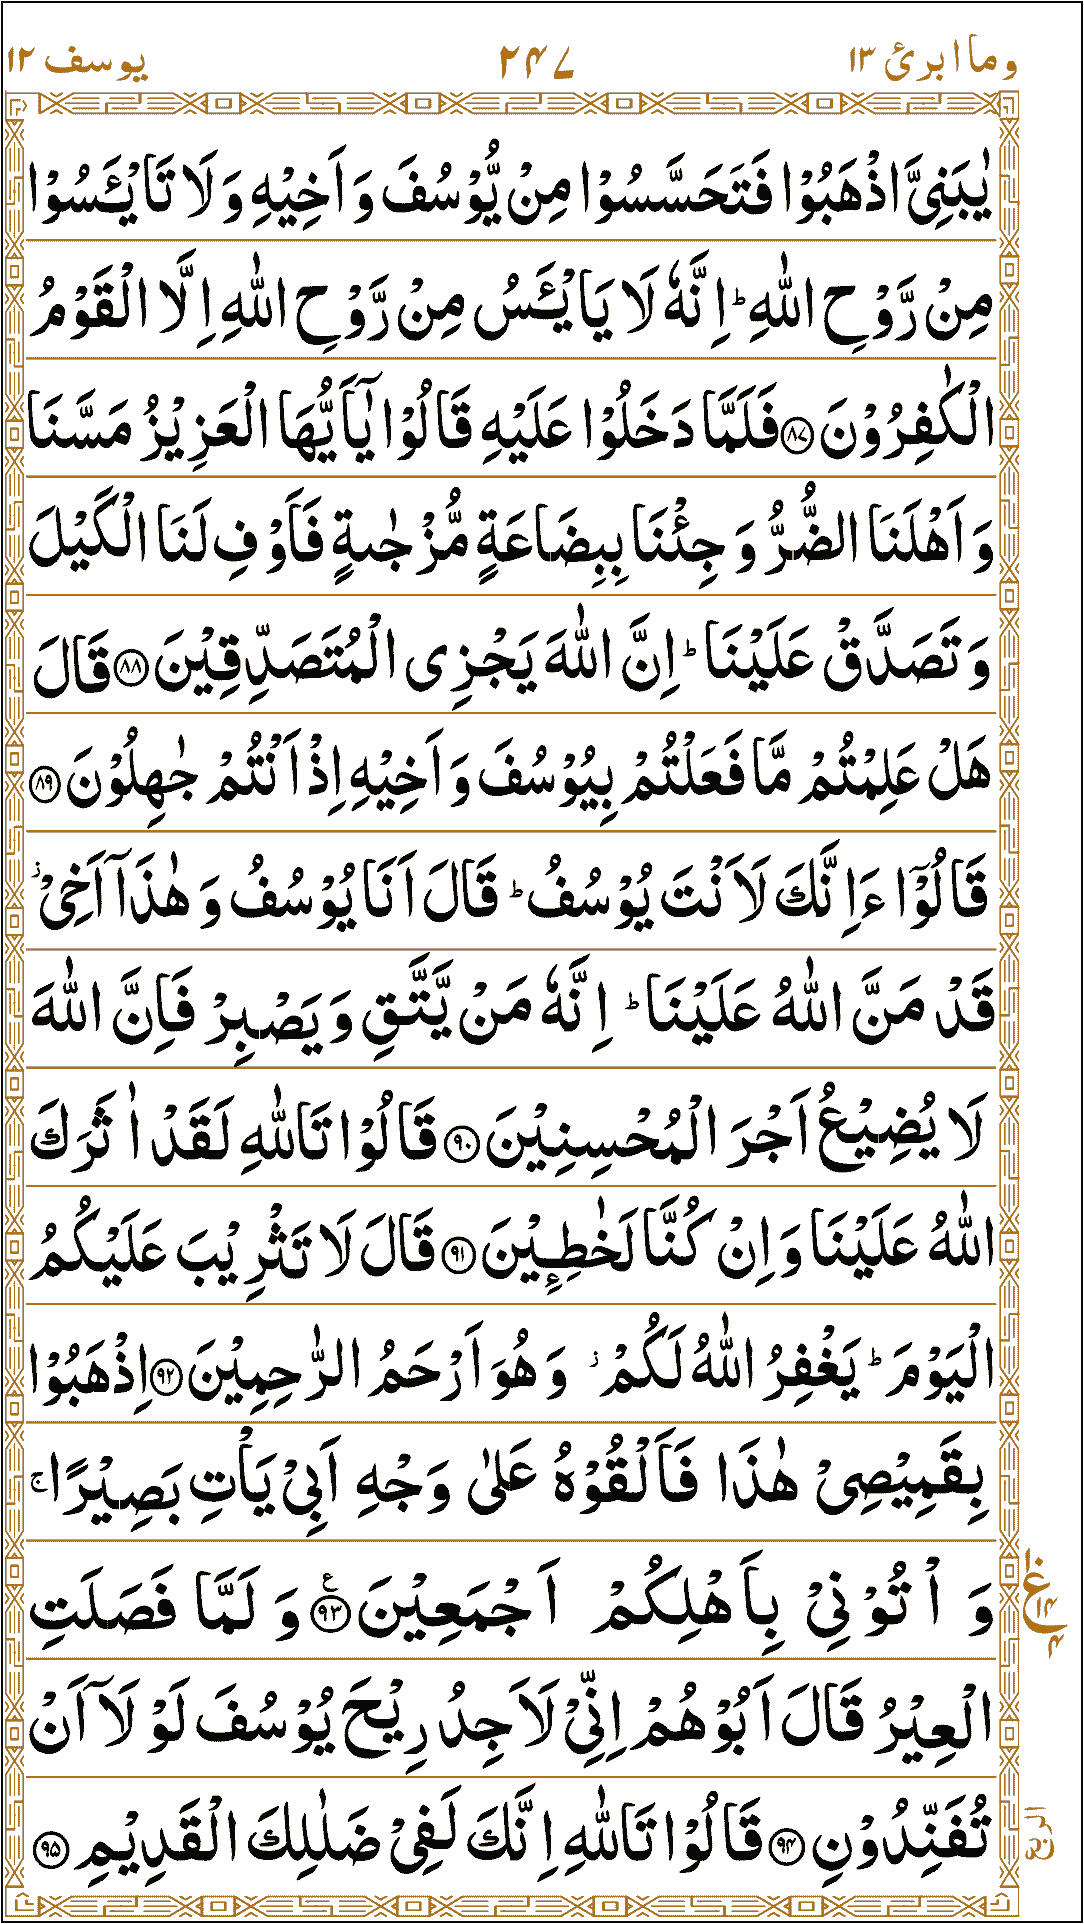 وما ابرئ ۱۳ ۲۴۷ یوسف ۱۲
یٰبَنِیَّ اذْهَبُوْا فَتَحَسَّسُوْا مِنْ یُّوْسُفَ وَ اَخِیْهِ وَ لَا تَایْـَٔسُوْا
مِنْ رَّوْحِ اللّٰهِ ؕ اِنَّهٗ لَا یَایْـَٔسُ مِنْ رَّوْحِ اللّٰهِ اِلَّا الْقَوْمُ
الْكٰفِرُوْنَ ۸۷ فَلَمَّا دَخَلُوْا عَلَیْهِ قَالُوْا یٰۤاَیُّهَا الْعَزِیْزُ مَسَّنَا
وَ اَهْلَنَا الضُّرُّ وَ جِئْنَا بِبِضَاعَةٍ مُّزْجٰىةٍ فَاَوْفِ لَنَا الْكَیْلَ
وَ تَصَدَّقْ عَلَیْنَا ؕ اِنَّ اللّٰهَ یَجْزِی الْمُتَصَدِّقِیْنَ ۸۸ قَالَ
هَلْ عَلِمْتُمْ مَّا فَعَلْتُمْ بِیُوْسُفَ وَ اَخِیْهِ اِذْ اَنْتُمْ جٰهِلُوْنَ ۸۹
قَالُوْۤا ءَاِنَّكَ لَاَنْتَ یُوْسُفُ ؕ قَالَ اَنَا یُوْسُفُ وَ هٰذَاۤ اَخِیْ ؗ
قَدْ مَنَّ اللّٰهُ عَلَیْنَا ؕ اِنَّهٗ مَنْ یَّتَّقِ وَ یَصْبِرْ فَاِنَّ اللّٰهَ
لَا یُضِیْعُ اَجْرَ الْمُحْسِنِیْنَ ۹۰ قَالُوْا تَاللّٰهِ لَقَدْ اٰثَرَكَ
اللّٰهُ عَلَیْنَا وَ اِنْ كُنَّا لَخٰطِـِٕیْنَ ۹۱ قَالَ لَا تَثْرِیْبَ عَلَیْكُمُ
الْیَوْمَ ؕ یَغْفِرُ اللّٰهُ لَكُمْ ؗ وَ هُوَ اَرْحَمُ الرّٰحِمِیْنَ ۹۲ اِذْهَبُوْا
بِقَمِیْصِیْ هٰذَا فَاَلْقُوْهُ عَلٰى وَجْهِ اَبِیْ یَاْتِ بَصِیْرًا ۚ
وَ اْتُوْنِیْ بِاَهْلِكُمْ اَجْمَعِیْنَ ۹۳ ع وَ لَمَّا فَصَلَتِ
الْعِیْرُ قَالَ اَبُوْهُمْ اِنِّیْ لَاَجِدُ رِیْحَ یُوْسُفَ لَوْ لَاۤ اَنْ
تُفَنِّدُوْنِ ۹۴ قَالُوْا تَاللّٰهِ اِنَّكَ لَفِیْ ضَلٰلِكَ الْقَدِیْمِ ۹۵
ع ۱۴ ۴
الربع